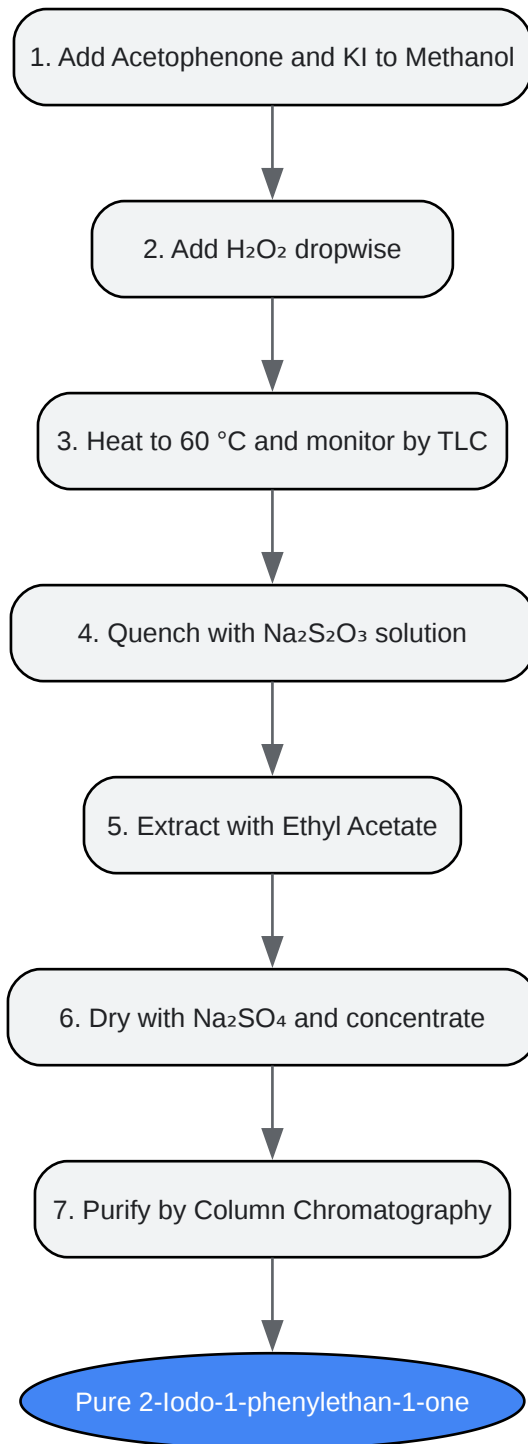 1. Add Acetophenone and KI to Methanol
2. Add H₂O₂ dropwise
3. Heat to 60 °C and monitor by TLC
4. Quench with Na₂S₂O₃ solution
5. Extract with Ethyl Acetate
6. Dry with Na₂SO₄ and concentrate
7. Purify by Column Chromatography
Pure 2-Iodo-1-phenylethan-1-one